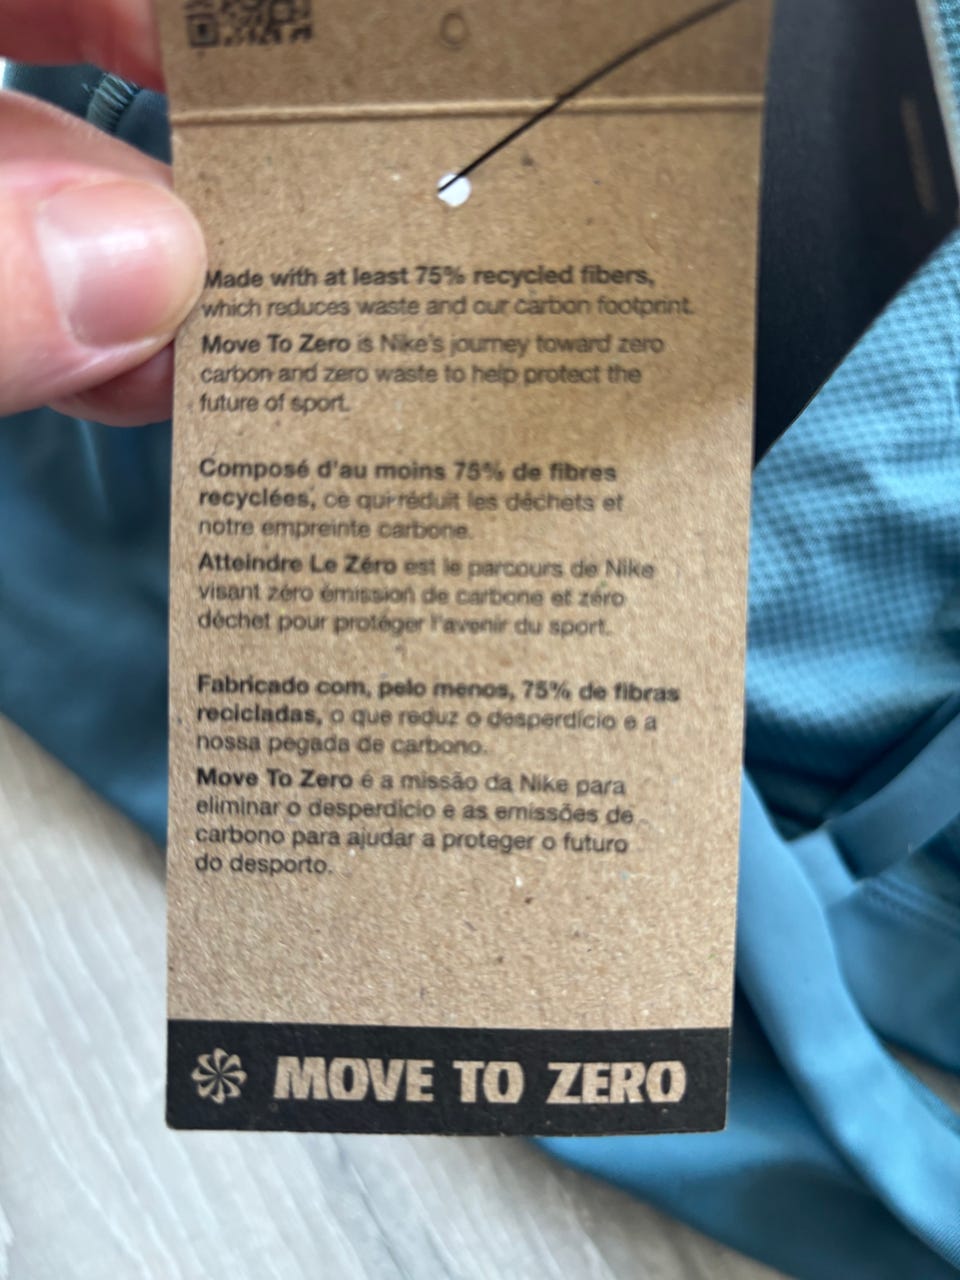 Made with at least 75% recycled fibers,
which reduces waste and our carbon footprint.
Move To Zero is Nike's journey toward zero
carbon and zero waste to help protect the
future of sport.
Composé d'au moins 75% de fibres
recyclées, ce qui réduit les déchets et
notre empreinte carbone.
Atteindre Le Zéro est le parcours de Nike
visant zéro émission de carbone et zéro
déchet pour protéger l'avenir du sport.
Fabricado com, pelo menos, 75% de fibras
recicladas, o que reduz o desperdício e a
nossa pegada de carbono.
Move To Zero é a missão da Nike para
eliminar o desperdício e as emissões de
carbono para ajudar a proteger o futuro
do desporto.
MOVE TO ZERO